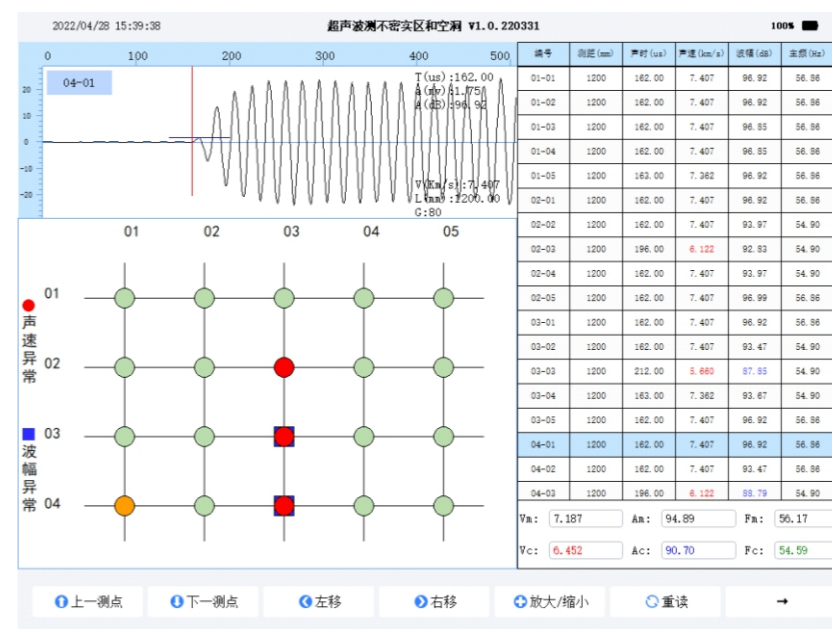 2022/04/28 15:39:38 超声波测不密实区和空洞 V1.0.220331 100%
0 100 200 300 400 500
20
10
0
-10
-20
04-01
T(us):162.00
a(mv):1.75
A(dB):96.92
V(Km/s):7.407
L(mm):1200.00
G:80
01 02 03 04 05
01
02
03
04
声速异常
波幅异常
编号 测距(mm) 声时(us) 声速(km/s) 波幅(dB) 主频(Hz)
01-01 1200 162.00 7.407 96.92 56.86
01-02 1200 162.00 7.407 96.92 56.86
01-03 1200 162.00 7.407 96.85 56.86
01-04 1200 162.00 7.407 96.85 56.86
01-05 1200 163.00 7.362 96.92 56.86
02-01 1200 162.00 7.407 96.92 56.86
02-02 1200 162.00 7.407 93.97 54.90
02-03 1200 196.00 6.122 92.83 54.90
02-04 1200 162.00 7.407 93.97 54.90
02-05 1200 162.00 7.407 96.99 56.86
03-01 1200 162.00 7.407 96.92 56.86
03-02 1200 162.00 7.407 93.47 54.90
03-03 1200 212.00 5.660 87.85 54.90
03-04 1200 163.00 7.362 93.67 54.90
03-05 1200 162.00 7.407 96.92 56.86
04-01 1200 162.00 7.407 96.92 56.86
04-02 1200 162.00 7.407 93.47 56.86
04-03 1200 196.00 6.122 88.79 54.90
Vm: 7.187 Am: 94.89 Fm: 56.17
Vc: 6.452 Ac: 90.70 Fc: 54.59
上一测点 下一测点 左移 右移 放大/缩小 重读 →